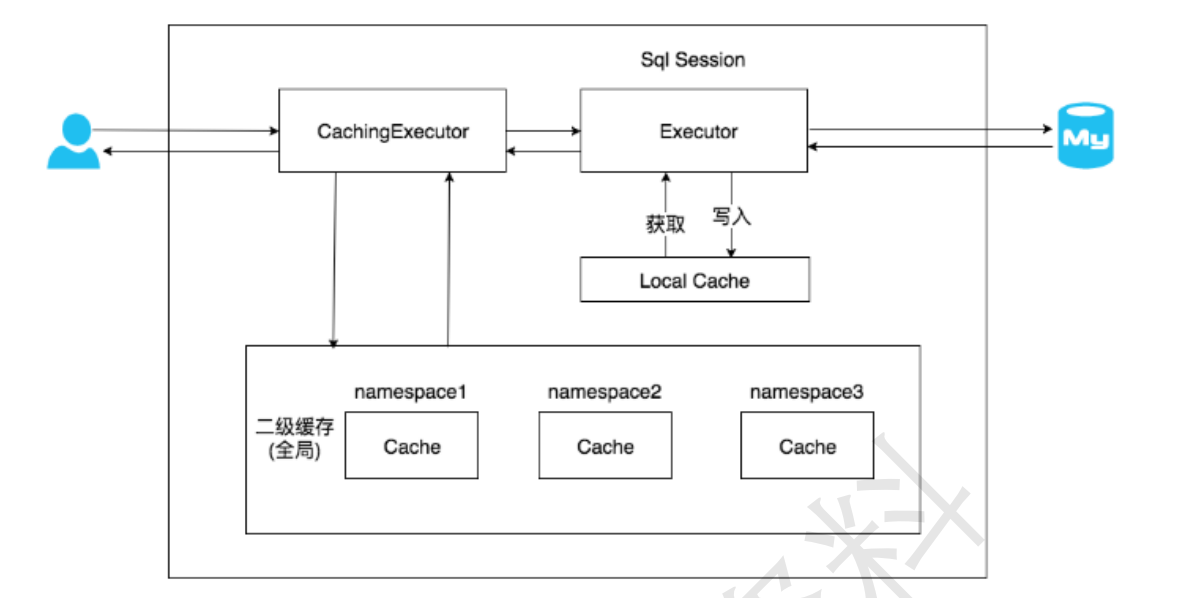 Sql Session
CachingExecutor
Executor
My
获取
写入
Local Cache
namespace1
namespace2
namespace3
二级缓存
(全局)
Cache
Cache
Cache
料